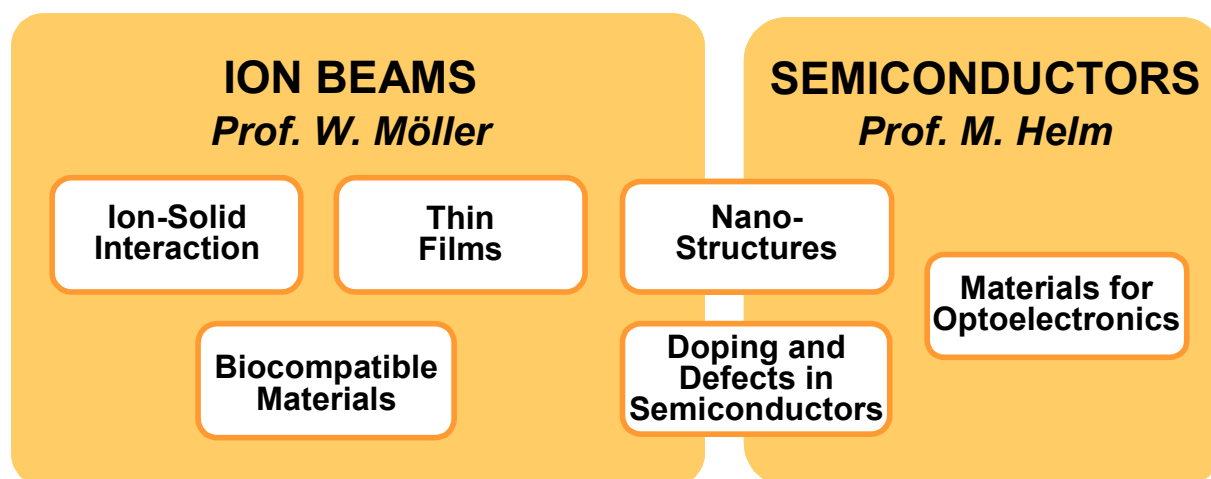 ION BEAMS
Prof. W. Möller
Ion-Solid
Interaction
Thin
Films
Biocompatible
Materials
Nano-
Structures
Doping and
Defects in
Semiconductors
SEMICONDUCTORS
Prof. M. Helm
Materials for
Optoelectronics